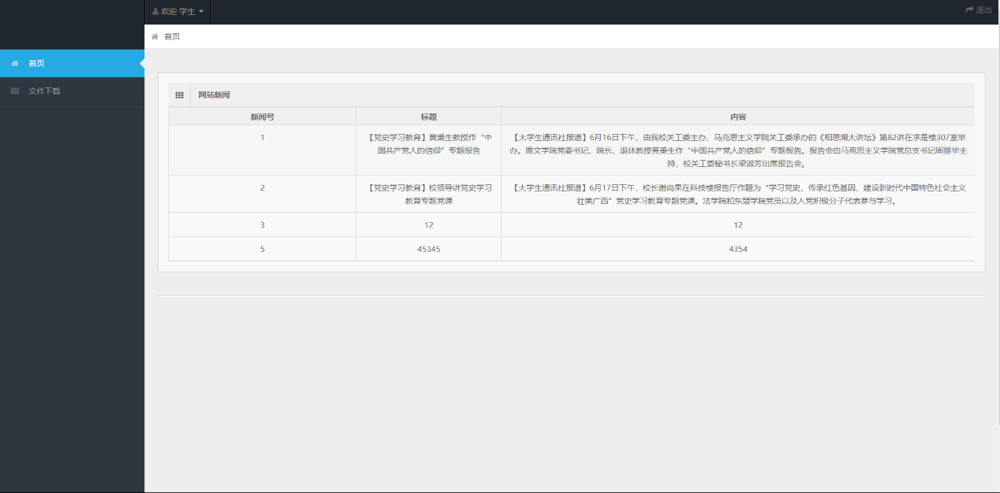 欢迎 学生
退出
首页
首页
文件下载
网站新闻
新闻号 标题 内容
1
【党史学习教育】黄秉生教授作“中
国共产党人的信仰”专题报告
【大学生通讯社报道】6月16日下午，由我校关工委主办、马克思主义学院关工委承办的《相思湖大讲坛》第82讲在求是楼307室举
办。原文学院党委书记、院长、退休教授黄秉生作“中国共产党人的信仰”专题报告。报告会由马克思主义学院党总支书记周丽华主
持，校关工委秘书长梁淑芳出席报告会。
2
【党史学习教育】校领导讲党史学习
教育专题党课
【大学生通讯社报道】6月17日下午，校长谢尚果在科技楼报告厅作题为“学习党史、传承红色基因、建设新时代中国特色社会主义
壮美广西”党史学习教育专题党课。法学院和东盟学院党员以及入党积极分子代表参与学习。
3 12 12
5 45345 4354